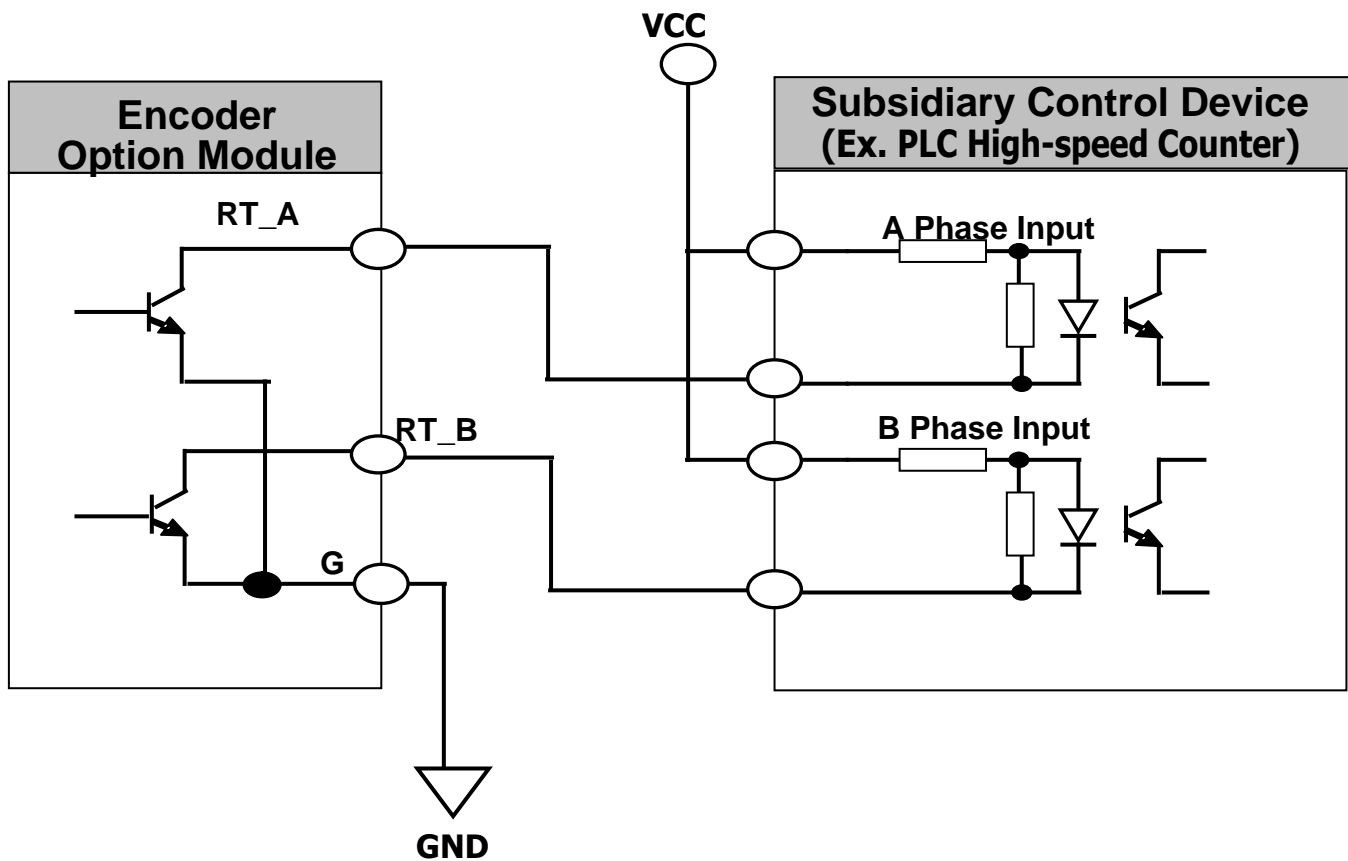 VCC
Encoder
Option Module
Subsidiary Control Device
(Ex. PLC High-speed Counter)
RT_A
A Phase Input
RT_B
B Phase Input
G
GND